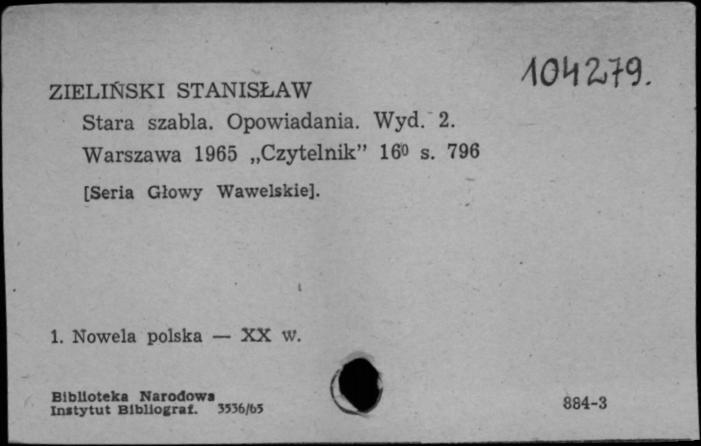 104279.
ZIELIŃSKI STANISŁAW
Stara szabla. Opowiadania. Wyd. 2.
Warszawa 1965 „Czytelnik” 16⁰ s. 796
[Seria Głowy Wawelskie].
1. Nowela polska — XX w.
Biblioteka Narodowa
Instytut Bibliograf. 3536/65
884-3